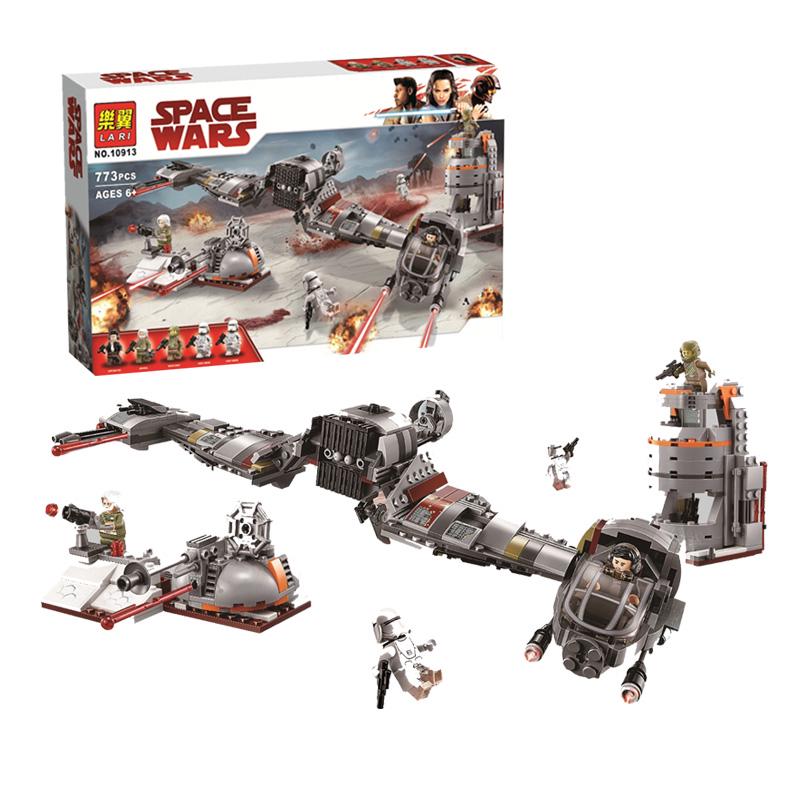 SPACE
WARS
樂翼
LARI
NO.10913
773PCS
AGES 6+
SPACE
WARS